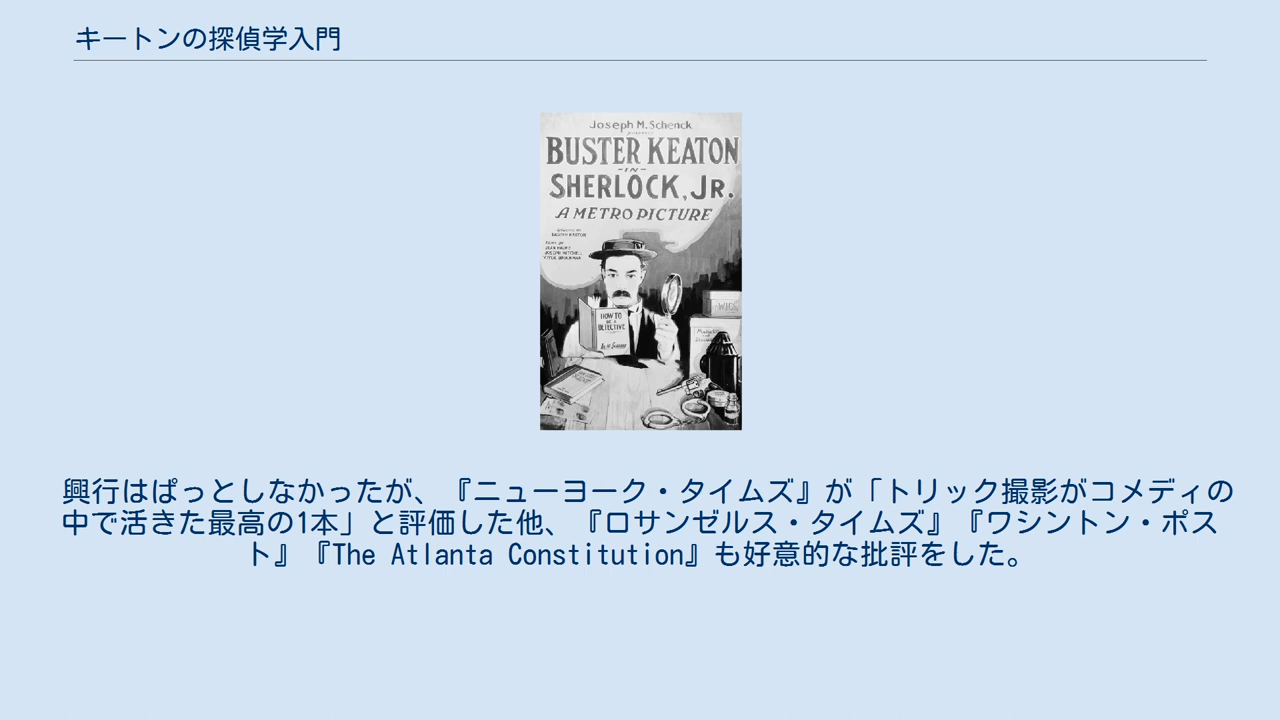 キートンの探偵学入門
Joseph M. Schenck
presents
BUSTER KEATON
-IN-
SHERLOCK, JR.
A METRO PICTURE
HOW TO
BE A
DETECTIVE
興行はぱっとしなかったが、『ニューヨーク・タイムズ』が「トリック撮影がコメディの
中で活きた最高の1本」と評価した他、『ロサンゼルス・タイムズ』『ワシントン・ポス
ト』『The Atlanta Constitution』も好意的な批評をした。